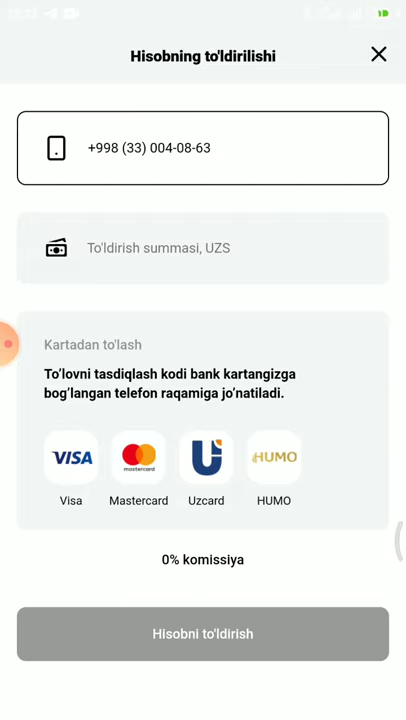 Hisobning to'ldirilishi
+998 (33) 004-08-63
To'ldirish summasi, UZS
Kartadan to'lash
To‘lovni tasdiqlash kodi bank kartangizga
bog‘langan telefon raqamiga jo‘natiladi.
VISA
mastercard
HUMO
Visa
Mastercard
Uzcard
HUMO
0% komissiya
Hisobni to'ldirish